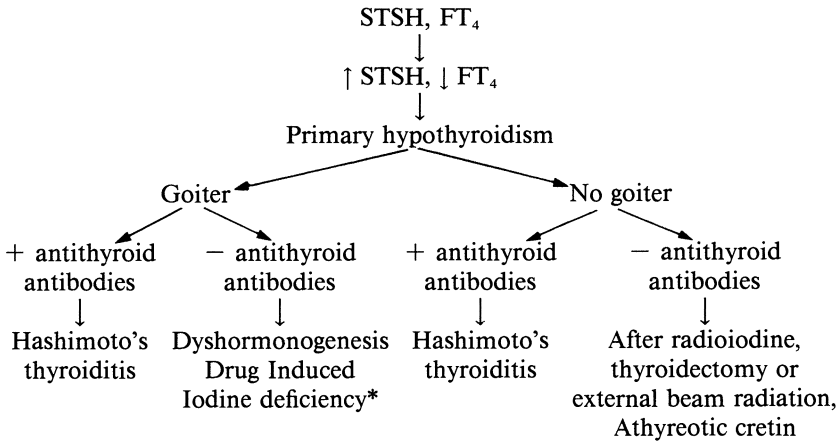 STSH, FT₄
↑ STSH, ↓ FT₄
Primary hypothyroidism
Goiter
No goiter
+ antithyroid
antibodies
− antithyroid
antibodies
+ antithyroid
antibodies
− antithyroid
antibodies
Hashimoto's
thyroiditis
Dyshormonogenesis
Drug Induced
Iodine deficiency*
Hashimoto's
thyroiditis
After radioiodine,
thyroidectomy or
external beam radiation,
Athyreotic cretin